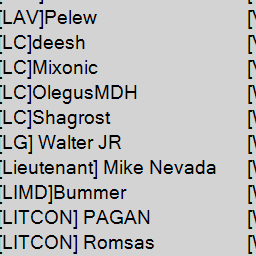 [LAV]Pelew
[LC]deesh
[LC]Mixonic
[LC]OlegusMDH
[LC]Shagrost
[LG] Walter JR
[Lieutenant] Mike Nevada
[LIMD]Bummer
[LITCON] PAGAN
[LITCON] Romsas